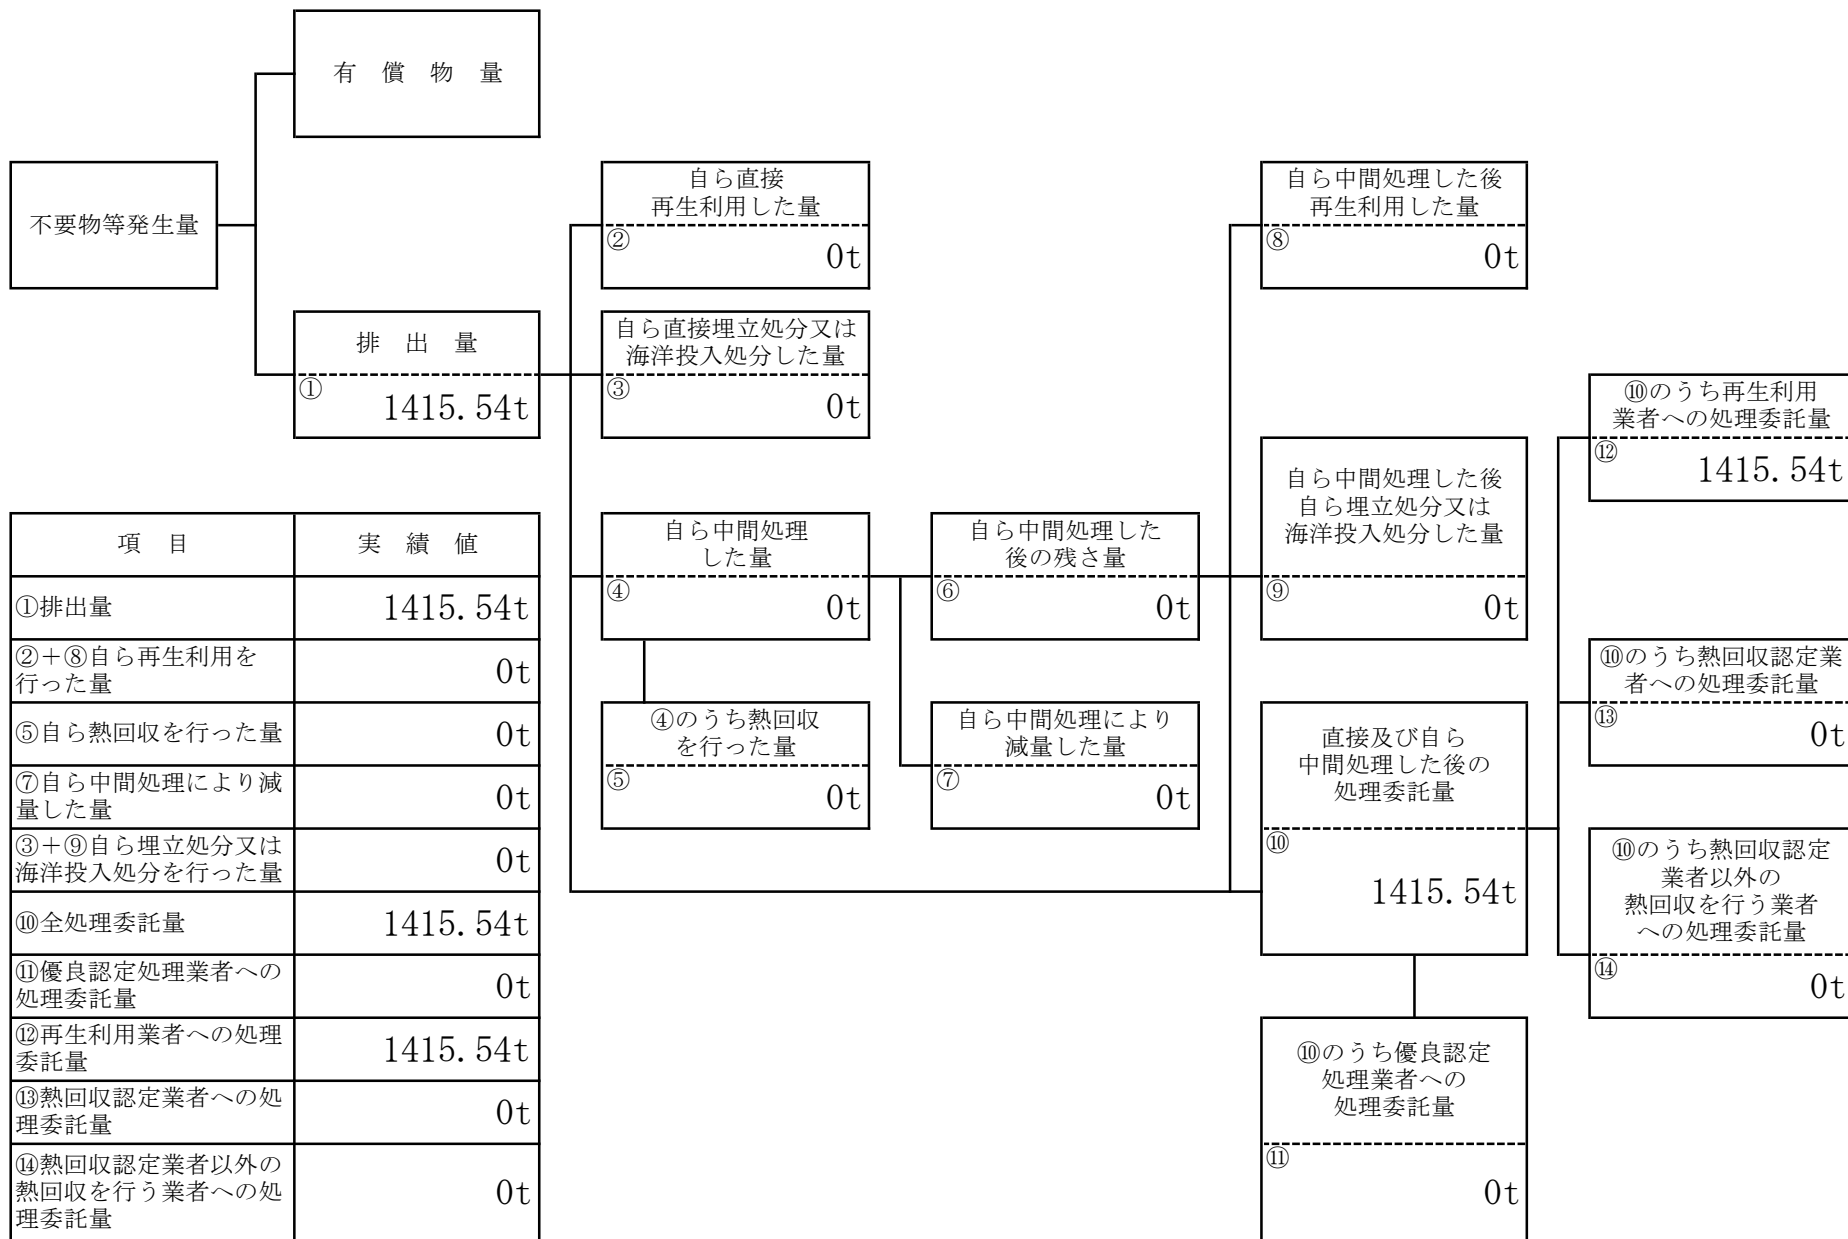 有 償 物 量
不要物等発生量
排 出 量
①
1415.54t
自ら直接
再生利用した量
②
0t
自ら直接埋立処分又は
海洋投入処分した量
③
0t
自ら中間処理
した量
④
0t
④のうち熱回収
を行った量
⑤
0t
自ら中間処理した
後の残さ量
⑥
0t
自ら中間処理により
減量した量
⑦
0t
自ら中間処理した後
再生利用した量
⑧
0t
自ら中間処理した後
自ら埋立処分又は
海洋投入処分した量
⑨
0t
直接及び自ら
中間処理した後の
処理委託量
⑩
1415.54t
⑩のうち優良認定
処理業者への
処理委託量
⑪
0t
⑩のうち再生利用
業者への処理委託量
⑫
1415.54t
⑩のうち熱回収認定業
者への処理委託量
⑬
0t
⑩のうち熱回収認定
業者以外の
熱回収を行う業者
への処理委託量
⑭
0t
項 目
実 績 値
①排出量
1415.54t
②＋⑧自ら再生利用を
行った量
0t
⑤自ら熱回収を行った量
0t
⑦自ら中間処理により減
量した量
0t
③＋⑨自ら埋立処分又は
海洋投入処分を行った量
0t
⑩全処理委託量
1415.54t
⑪優良認定処理業者への
処理委託量
0t
⑫再生利用業者への処理
委託量
1415.54t
⑬熱回収認定業者への処
理委託量
0t
⑭熱回収認定業者以外の
熱回収を行う業者への処
理委託量
0t